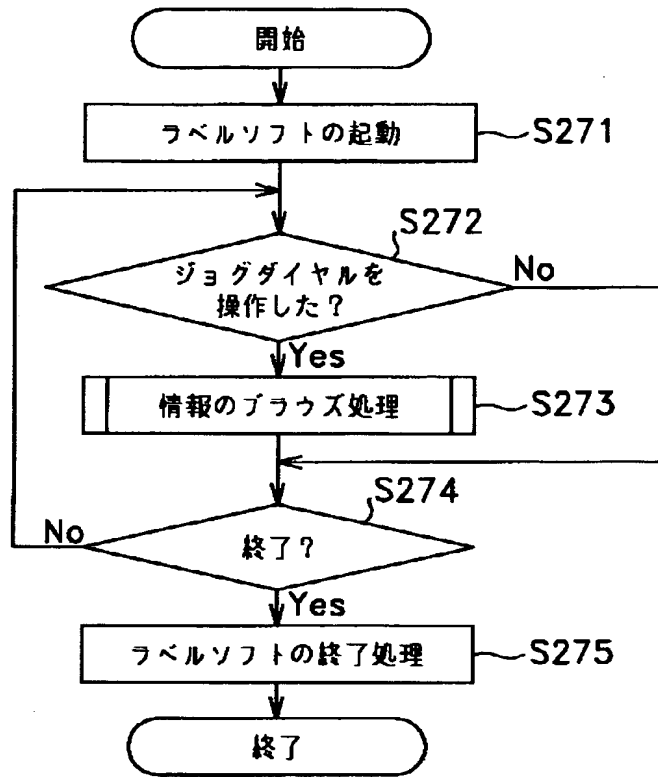 開始
ラベルソフトの起動
S271
S272
ジョグダイヤルを
操作した？
No
Yes
情報のブラウズ処理
S273
S274
No
終了？
Yes
ラベルソフトの終了処理
S275
終了